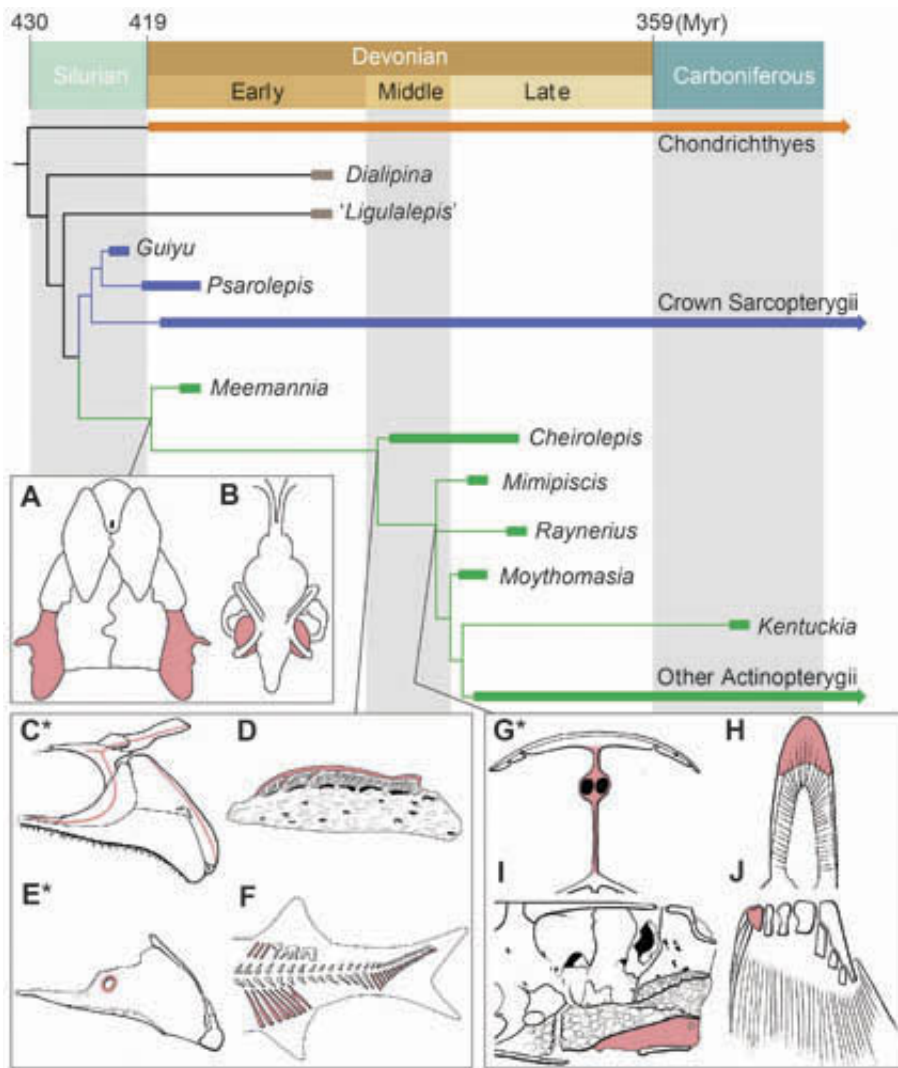 430 419 359(Myr)
Devonian
Silurian Carboniferous
Early Middle Late
Chondrichthyes
Dialipina
'Ligulalepis'
Guiyu
Psarolepis
Crown Sarcopterygii
Meemannia
Cheirolepis
Mimipiscis
Raynerius
Moythomasia
Kentuckia
Other Actinopterygii
A B
C* D
E* F
G* H
I J